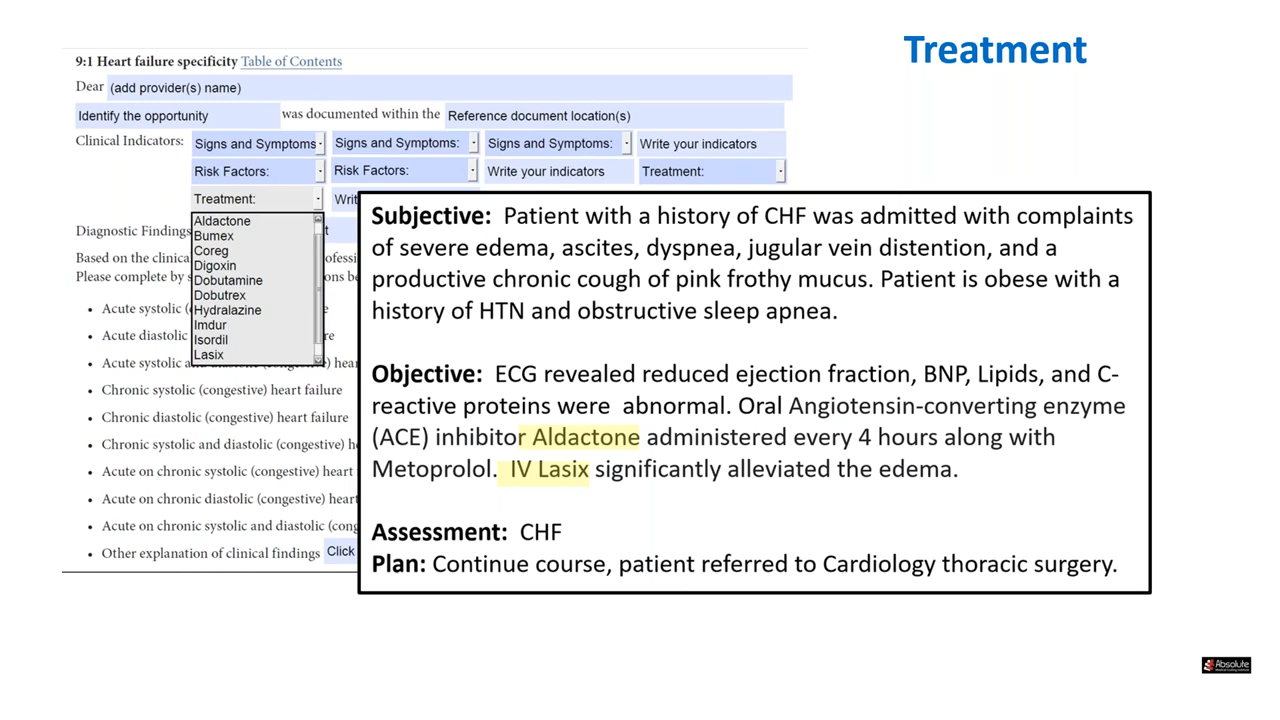 Treatment
9:1 Heart failure specificity Table of Contents
Dear (add provider(s) name)
Identify the opportunity was documented within the Reference document location(s)
Clinical Indicators: Signs and Symptoms Signs and Symptoms: Signs and Symptoms: Write your indicators
Risk Factors: Risk Factors: Write your indicators Treatment:
Treatment: Wri
Aldactone
Bumex
Coreg
Digoxin
Dobutamine
Dobutrex
Hydralazine
Imdur
Isordil
Lasix
Diagnostic Findings t
Based on the clinica ofessi
Please complete by s ons be
• Acute systolic ( e
• Acute diastolic re
• Acute systolic a hear
• Chronic systolic (congestive) heart failure
• Chronic diastolic (congestive) heart failure
• Chronic systolic and diastolic (congestive) he
• Acute on chronic systolic (congestive) heart
• Acute on chronic diastolic (congestive) heart
• Acute on chronic systolic and diastolic (cong
• Other explanation of clinical findings Click
Subjective: Patient with a history of CHF was admitted with complaints
of severe edema, ascites, dyspnea, jugular vein distention, and a
productive chronic cough of pink frothy mucus. Patient is obese with a
history of HTN and obstructive sleep apnea.
Objective: ECG revealed reduced ejection fraction, BNP, Lipids, and C-
reactive proteins were abnormal. Oral Angiotensin-converting enzyme
(ACE) inhibitor Aldactone administered every 4 hours along with
Metoprolol. IV Lasix significantly alleviated the edema.
Assessment: CHF
Plan: Continue course, patient referred to Cardiology thoracic surgery.
Absolute